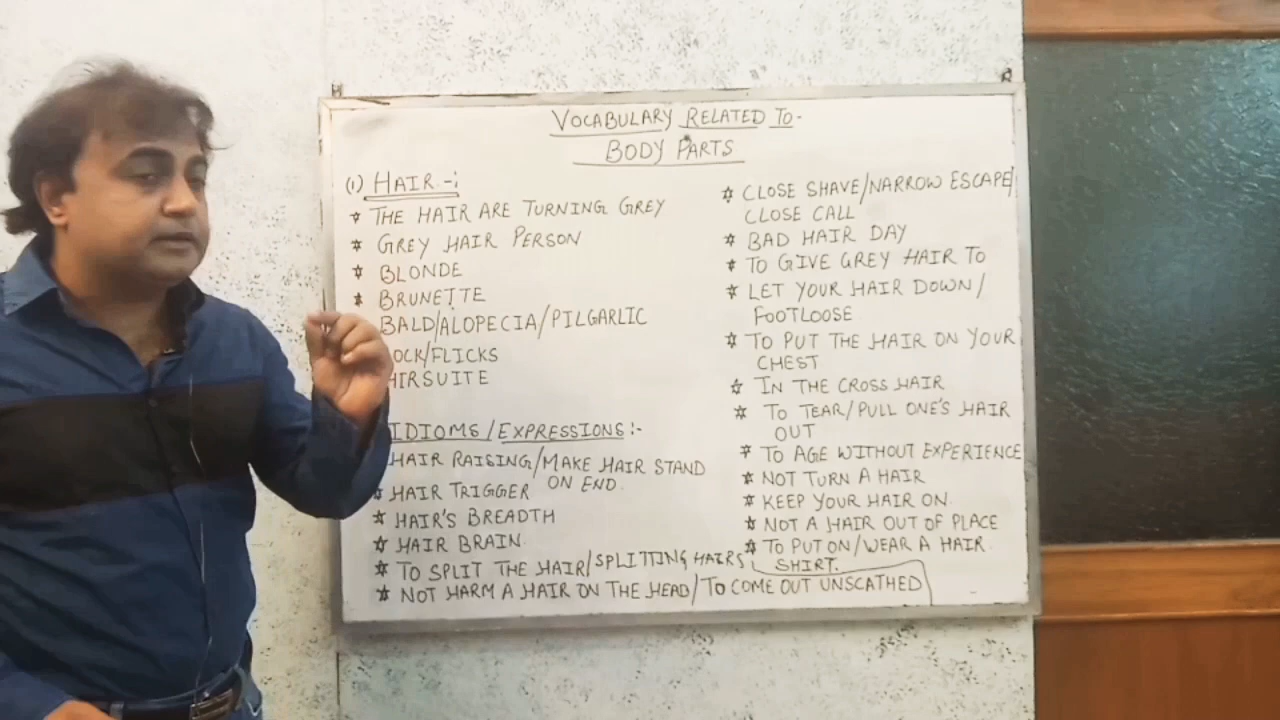 VOCABULARY RELATED TO-
BODY PARTS
(1) HAIR -:
☆ THE HAIR ARE TURNING GREY
☆ GREY HAIR PERSON
☆ BLONDE
☆ BRUNETTE
BALD/ALOPECIA/PILGARLIC
OCK/FLICKS
HIRSUITE
IDIOMS/EXPRESSIONS:-
HAIR RAISING/MAKE HAIR STAND
ON END.
☆ HAIR TRIGGER
☆ HAIR'S BREADTH
☆ HAIR BRAIN
☆ TO SPLIT THE HAIR/SPLITTING HAIRS
☆ NOT HARM A HAIR ON THE HEAD/TO COME OUT UNSCATHED
☆ CLOSE SHAVE/NARROW ESCAPE/
CLOSE CALL
☆ BAD HAIR DAY
☆ TO GIVE GREY HAIR TO
☆ LET YOUR HAIR DOWN/
FOOTLOOSE
☆ TO PUT THE HAIR ON YOUR
CHEST
☆ IN THE CROSS HAIR
☆ TO TEAR/PULL ONE'S HAIR
OUT
☆ TO AGE WITHOUT EXPERIENCE
☆ NOT TURN A HAIR
☆ KEEP YOUR HAIR ON.
☆ NOT A HAIR OUT OF PLACE
☆ TO PUT ON/WEAR A HAIR
SHIRT.